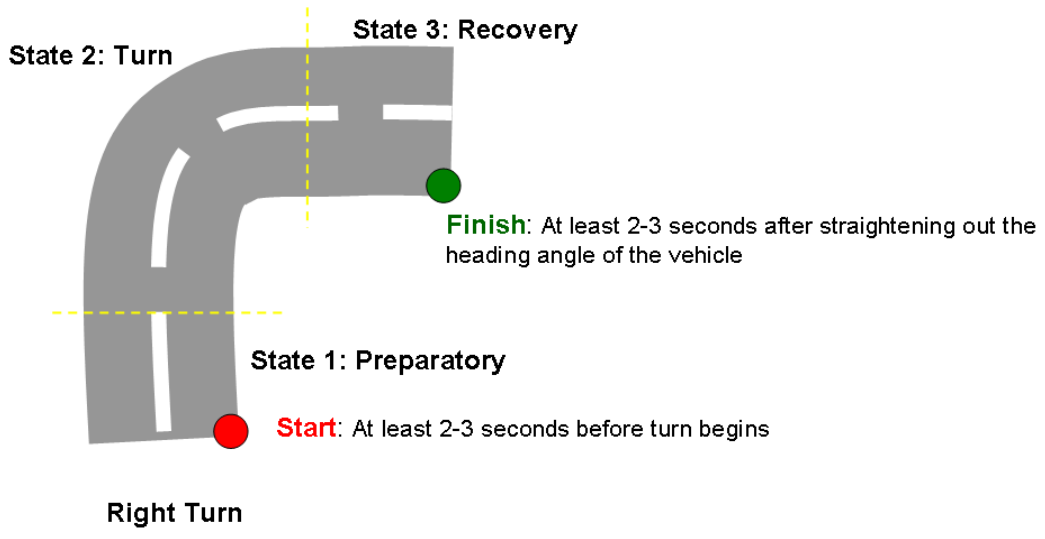 State 3: Recovery
State 2: Turn
Finish: At least 2-3 seconds after straightening out the
heading angle of the vehicle
State 1: Preparatory
Start: At least 2-3 seconds before turn begins
Right Turn